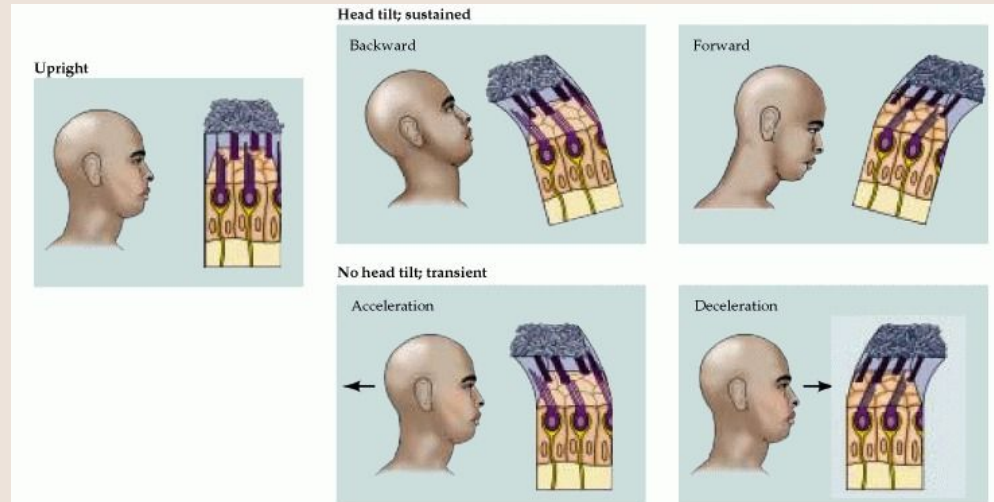 Head tilt; sustained
Upright
Backward
Forward
No head tilt; transient
Acceleration
Deceleration